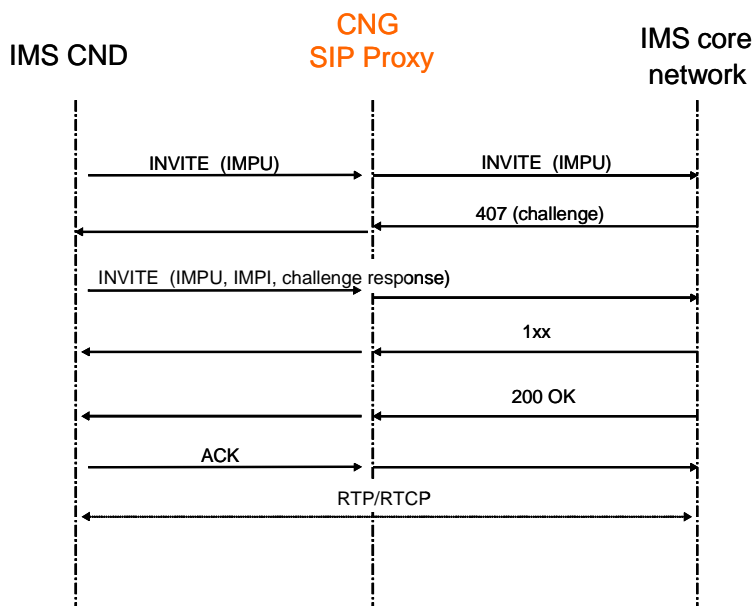 CNG
SIP Proxy
IMS CND
IMS core
network
INVITE (IMPU)
INVITE (IMPU)
407 (challenge)
INVITE (IMPU, IMPI, challenge response)
1xx
200 OK
ACK
RTP/RTCP